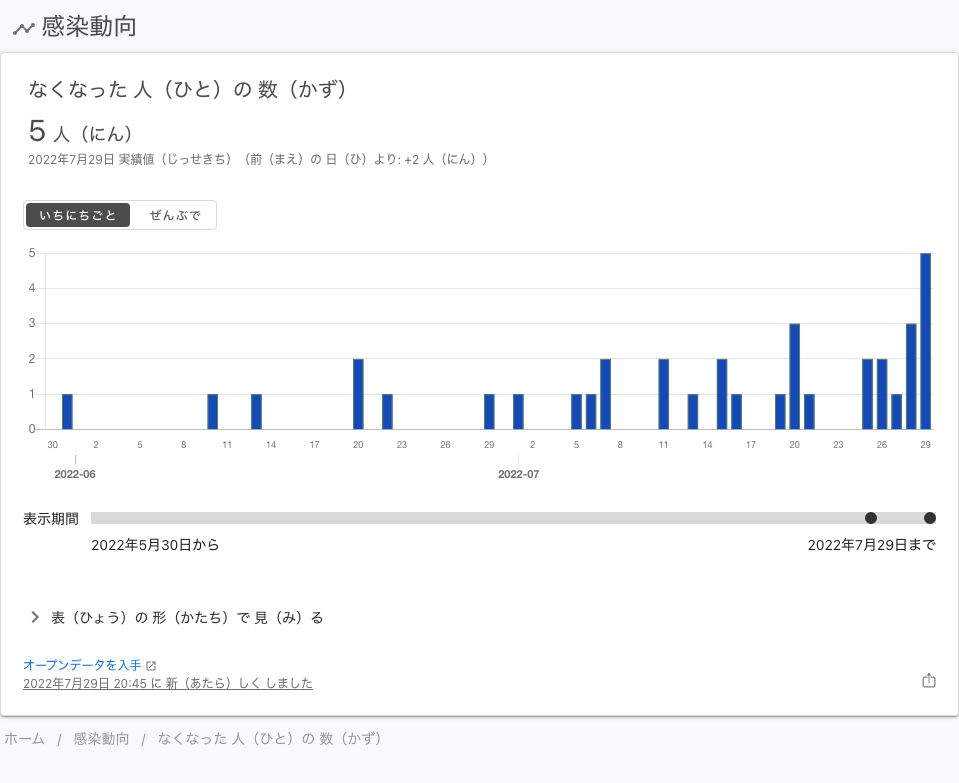 感染動向
なくなった 人（ひと）の 数（かず）
5 人（にん）
2022年7月29日 実績値（じっせきち）（前（まえ）の 日（ひ）より: +2 人（にん））
いちにちごと ぜんぶで
5
4
3
2
1
0
30 2 5 8 11 14 17 20 23 26 29 2 5 8 11 14 17 20 23 26 29
2022-06 2022-07
表示期間
2022年5月30日から 2022年7月29日まで
表（ひょう）の 形（かたち）で 見（み）る
オープンデータを入手
2022年7月29日 20:45 に 新（あたら）しく しました
ホーム / 感染動向 / なくなった 人（ひと）の 数（かず）